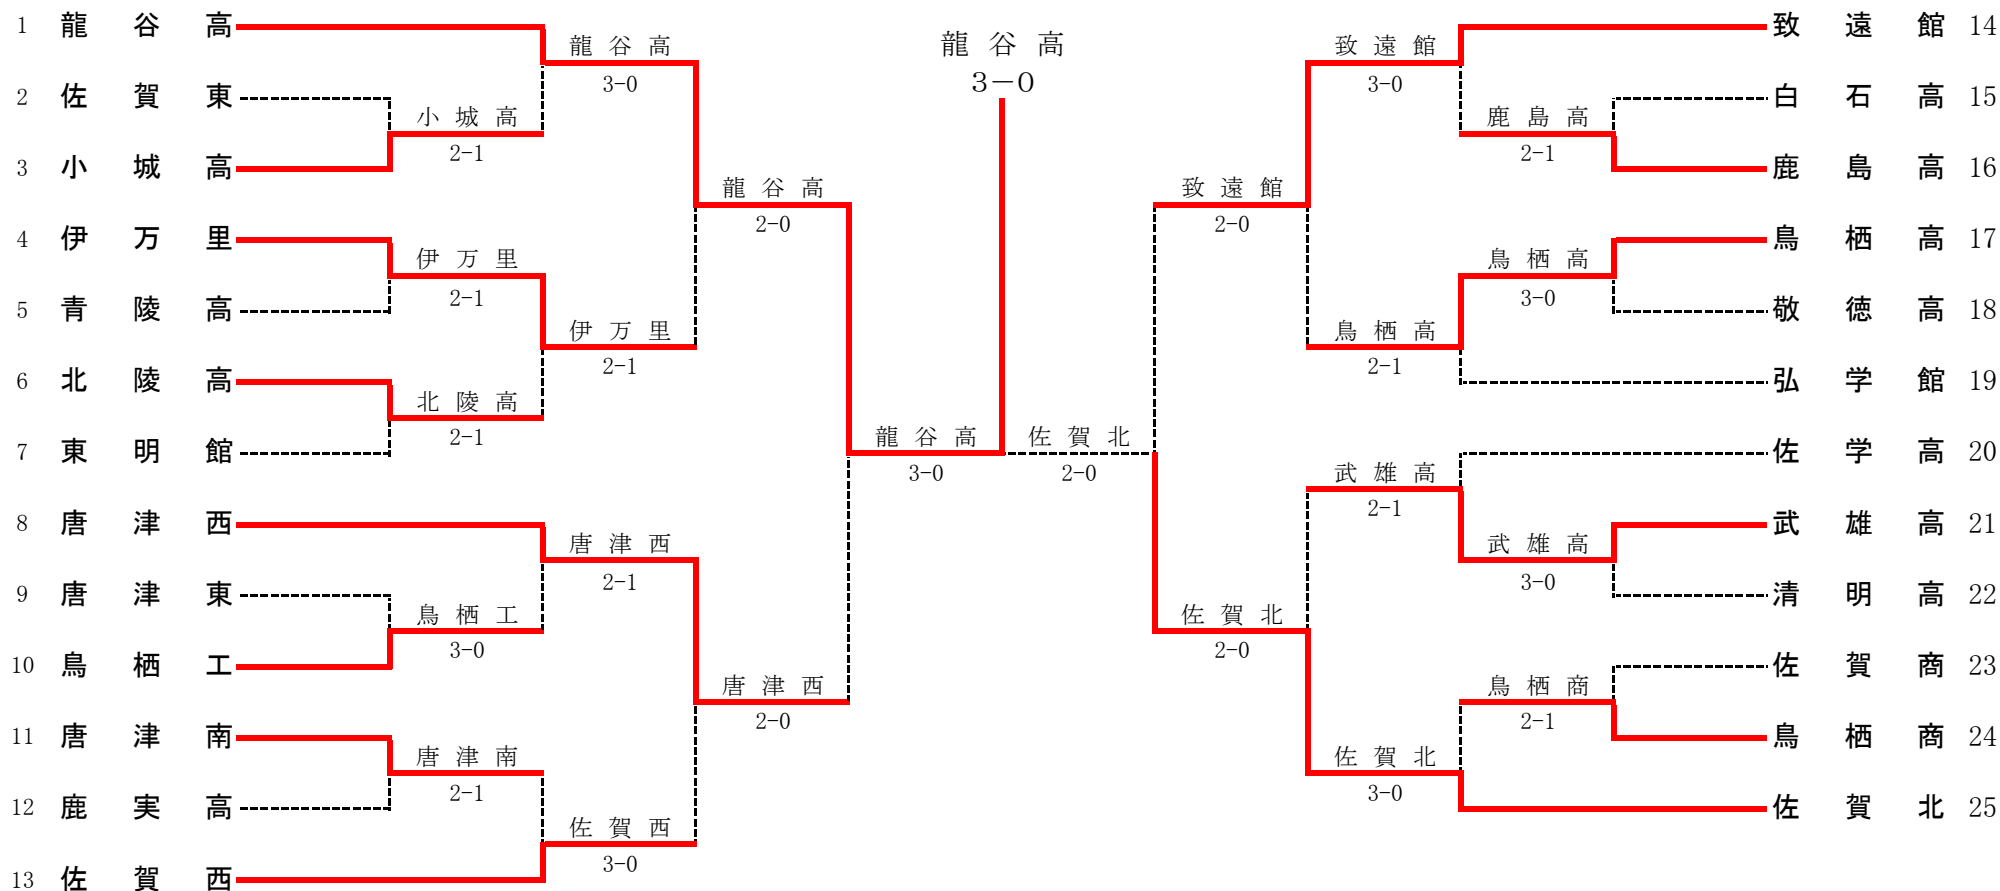 1 龍谷高
2 佐賀東
3 小城高
4 伊万里
5 青陵高
6 北陵高
7 東明館
8 唐津西
9 唐津東
10 鳥栖工
11 唐津南
12 鹿実高
13 佐賀西
小城高
2-1
伊万里
2-1
北陵高
2-1
鳥栖工
3-0
唐津南
2-1
龍谷高
3-0
伊万里
2-1
唐津西
2-1
佐賀西
3-0
龍谷高
2-0
唐津西
2-0
龍谷高
3-0
龍谷高
3−0
佐賀北
2-0
致遠館
2-0
佐賀北
2-0
致遠館
3-0
鳥栖高
2-1
武雄高
2-1
佐賀北
3-0
鹿島高
2-1
鳥栖高
3-0
武雄高
3-0
鳥栖商
2-1
致遠館 14
白石高 15
鹿島高 16
鳥栖高 17
敬徳高 18
弘学館 19
佐学高 20
武雄高 21
清明高 22
佐賀商 23
鳥栖商 24
佐賀北 25